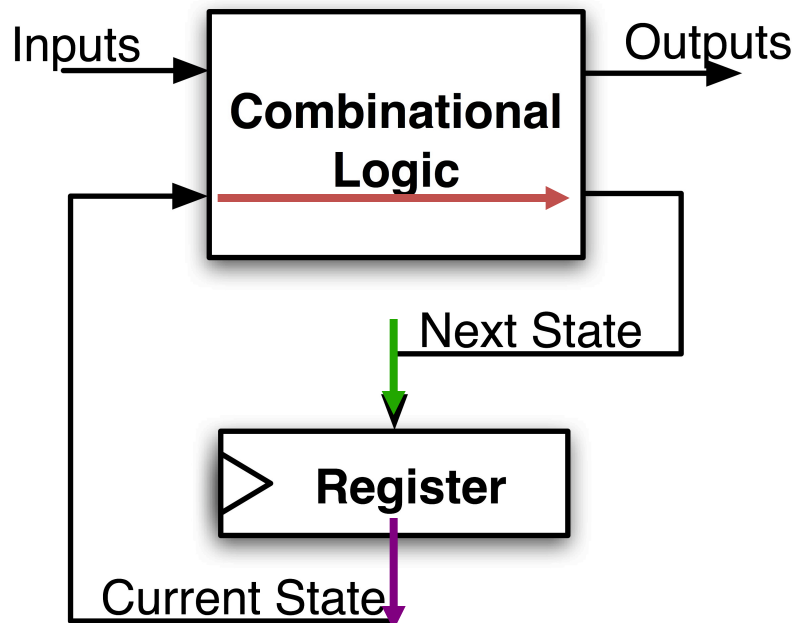 Inputs
Outputs
Combinational
Logic
Next State
Register
Current State